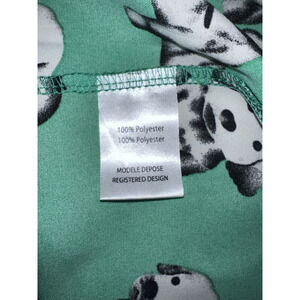 100% Polyester
100% Polyester
MODELE DEPOSE
REGISTERED DESIGN